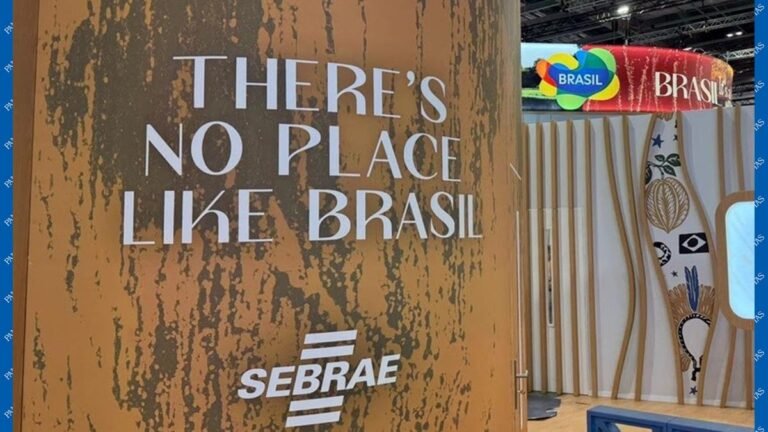 THERE'S
NO PLACE
LIKE BRASIL
SEBRAE
BRASIL
BRASIL